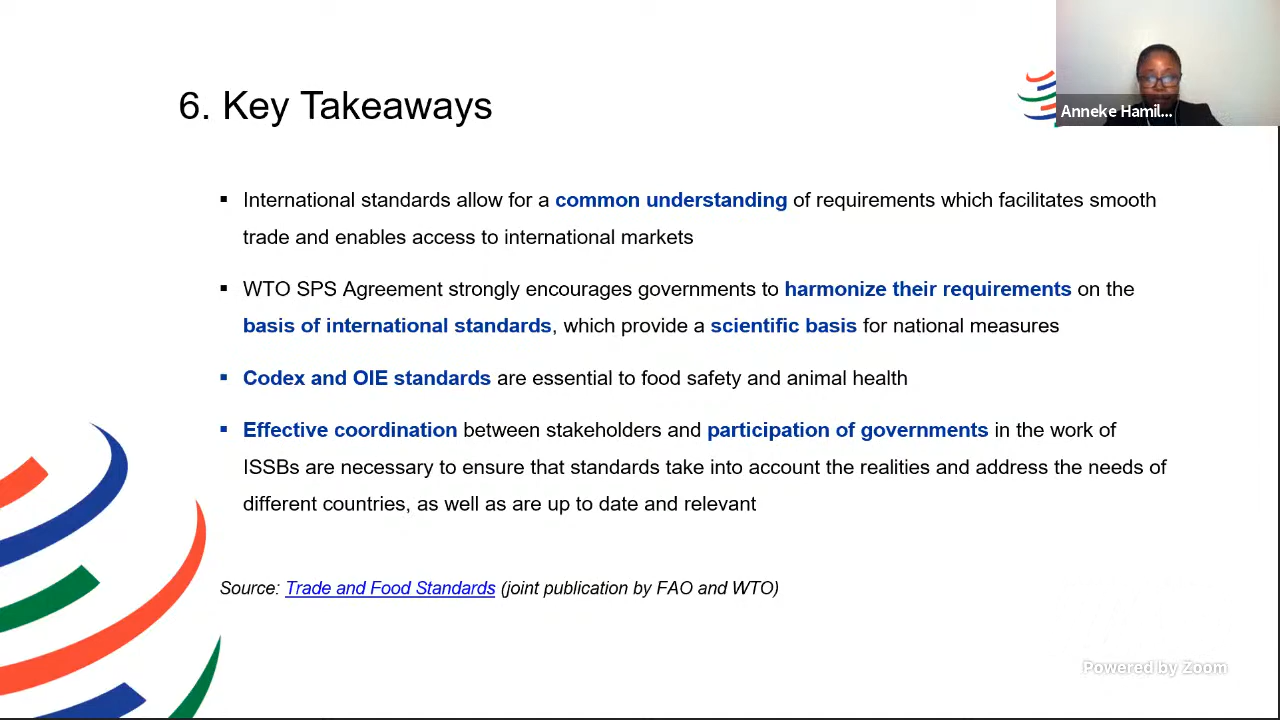 6. Key Takeaways
Anneke Hamil...
▪ International standards allow for a common understanding of requirements which facilitates smooth
trade and enables access to international markets
▪ WTO SPS Agreement strongly encourages governments to harmonize their requirements on the
basis of international standards, which provide a scientific basis for national measures
▪ Codex and OIE standards are essential to food safety and animal health
▪ Effective coordination between stakeholders and participation of governments in the work of
ISSBs are necessary to ensure that standards take into account the realities and address the needs of
different countries, as well as are up to date and relevant
Source: Trade and Food Standards (joint publication by FAO and WTO)
Powered by Zoom